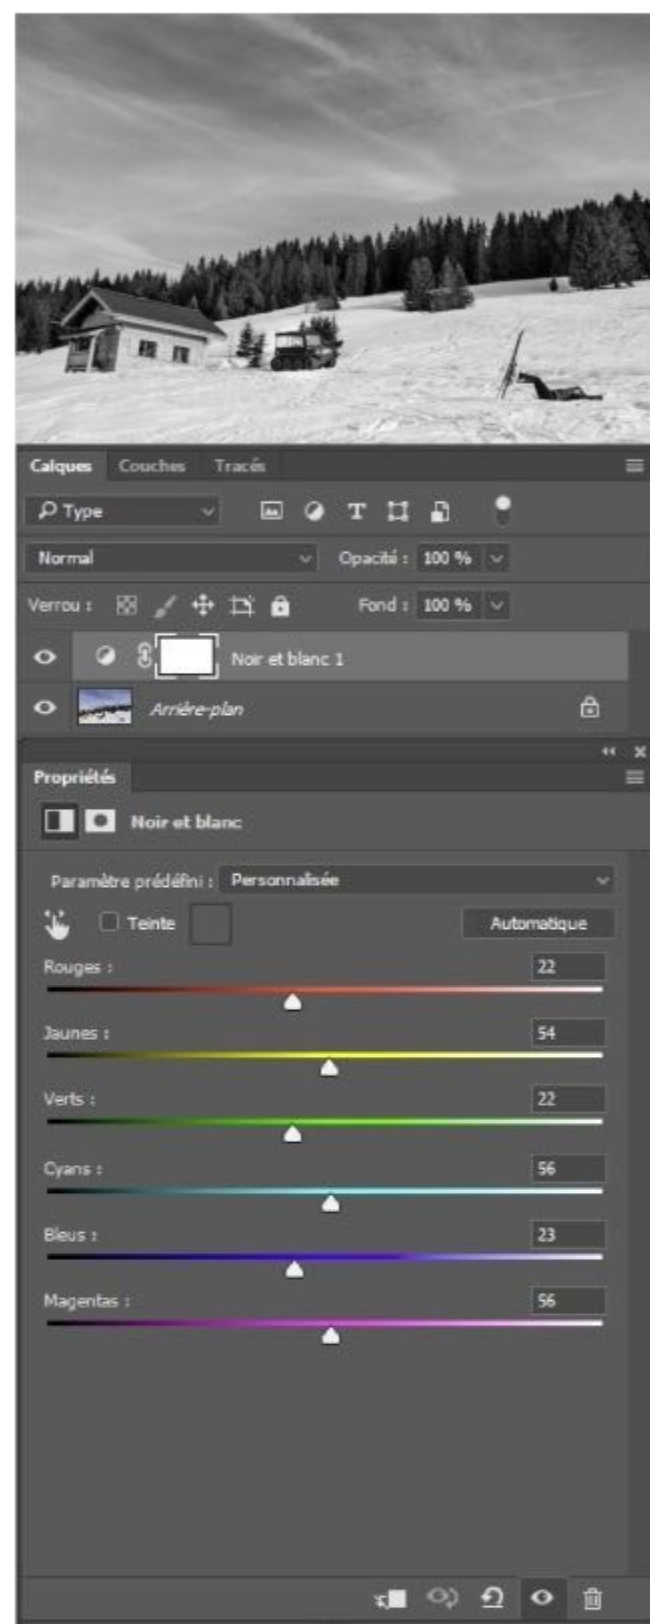 Calques Couches Tracés
Type
T
Normal Opacité : 100 %
Verrou : Fond : 100 %
Noir et blanc 1
Arrière-plan
Propriétés
Noir et blanc
Paramètre prédéfini : Personnalisée
Teinte Automatique
Rouges : 22
Jaunes : 54
Verts : 22
Cyans : 56
Bleus : 23
Magentas : 56